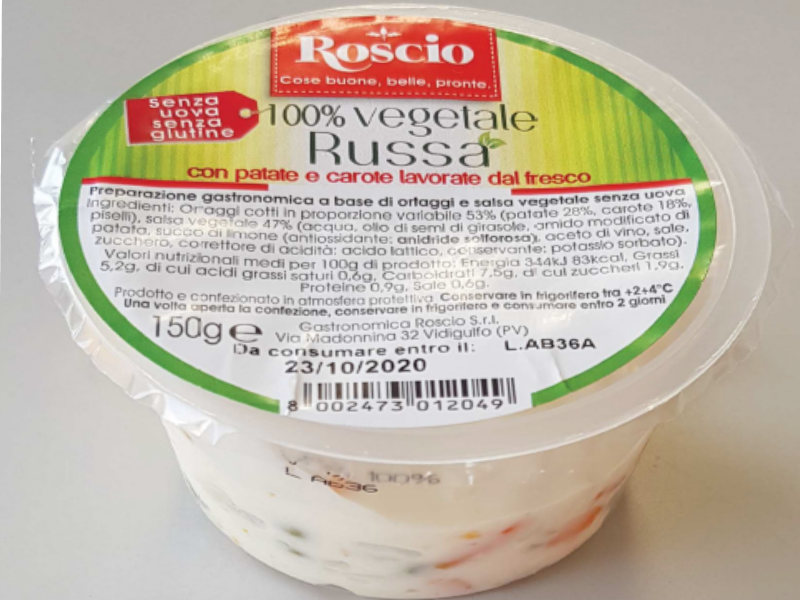 Roscio
Cose buone, belle, pronte.
senza
uova
senza
glutine
100% vegetale
Russa
con patate e carote lavorate dal fresco
Preparazione gastronomica a base di ortaggi e salsa vegetale senza uova
Ingredienti: Ortaggi cotti in proporzione variabile 53% (patate 28%, carote 18%,
piselli), salsa vegetale 47% (acqua, olio di semi di girasole, amido modificato di
patata, succo di limone (antiossidante: anidride solforosa), aceto di vino, sale,
zucchero, correttore di acidità: acido lattico, conservante: potassio sorbato).
Valori nutrizionali medi per 100g di prodotto: Energia 344kJ 83kcal, Grassi
5,2g, di cui acidi grassi saturi 0,6g, Carboidrati 7,5g, di cui zuccheri 1,9g,
Proteine 0,9g, Sale 0,6g.
Prodotto e confezionato in atmosfera protettiva Conservare in frigorifero tra +2+4°C
Una volta aperta la confezione, conservare in frigorifero e consumare entro 2 giorni
150g e Gastronomica Roscio S.r.l.
Via Madonnina 32 Vidigulfo (PV)
Da consumare entro il: L.AB36A
23/10/2020
8 002473 012049
100%
L AB36